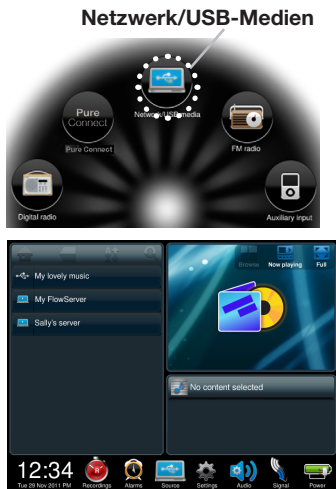 Netzwerk/USB-Medien
Pure
Connect
Network/USB media
Pure Connect
FM radio
Digital radio
Auxiliary input
Browse
Now playing
Full
My lovely music
My FlowServer
Sally's server
No content selected
12:34
Tue 29 Nov 2011 PM
Recordings
Alarms
Source
Settings
Audio
Signal
Power